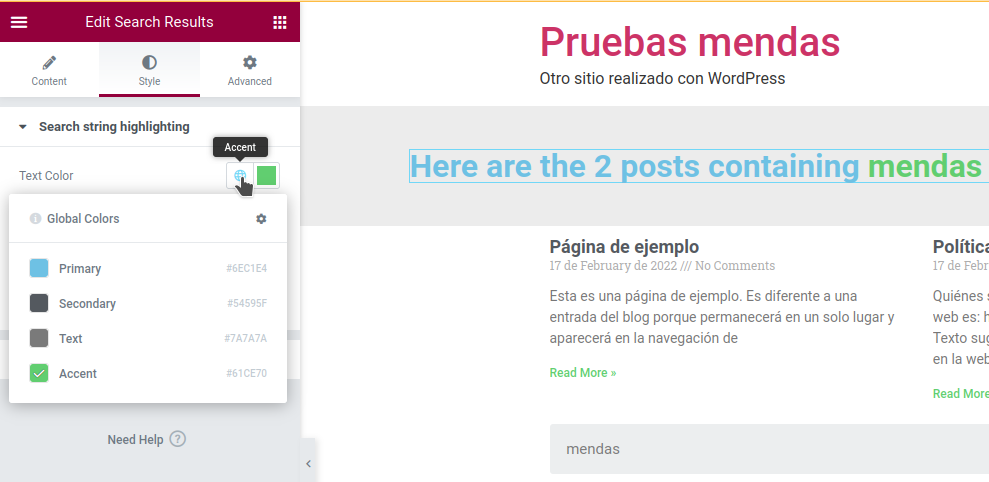 Edit Search Results
Content
Style
Advanced
Search string highlighting
Accent
Text Color
Global Colors
Primary #6EC1E4
Secondary #54595F
Text #7A7A7A
Accent #61CE70
Need Help ?
Pruebas mendas
Otro sitio realizado con WordPress
Here are the 2 posts containing mendas
Página de ejemplo
17 de February de 2022 /// No Comments
Esta es una página de ejemplo. Es diferente a una
entrada del blog porque permanecerá en un solo lugar y
aparecerá en la navegación de
Read More »
Política
17 de Febr
Quiénes s
web es: h
Texto sug
en la web
Read More
mendas